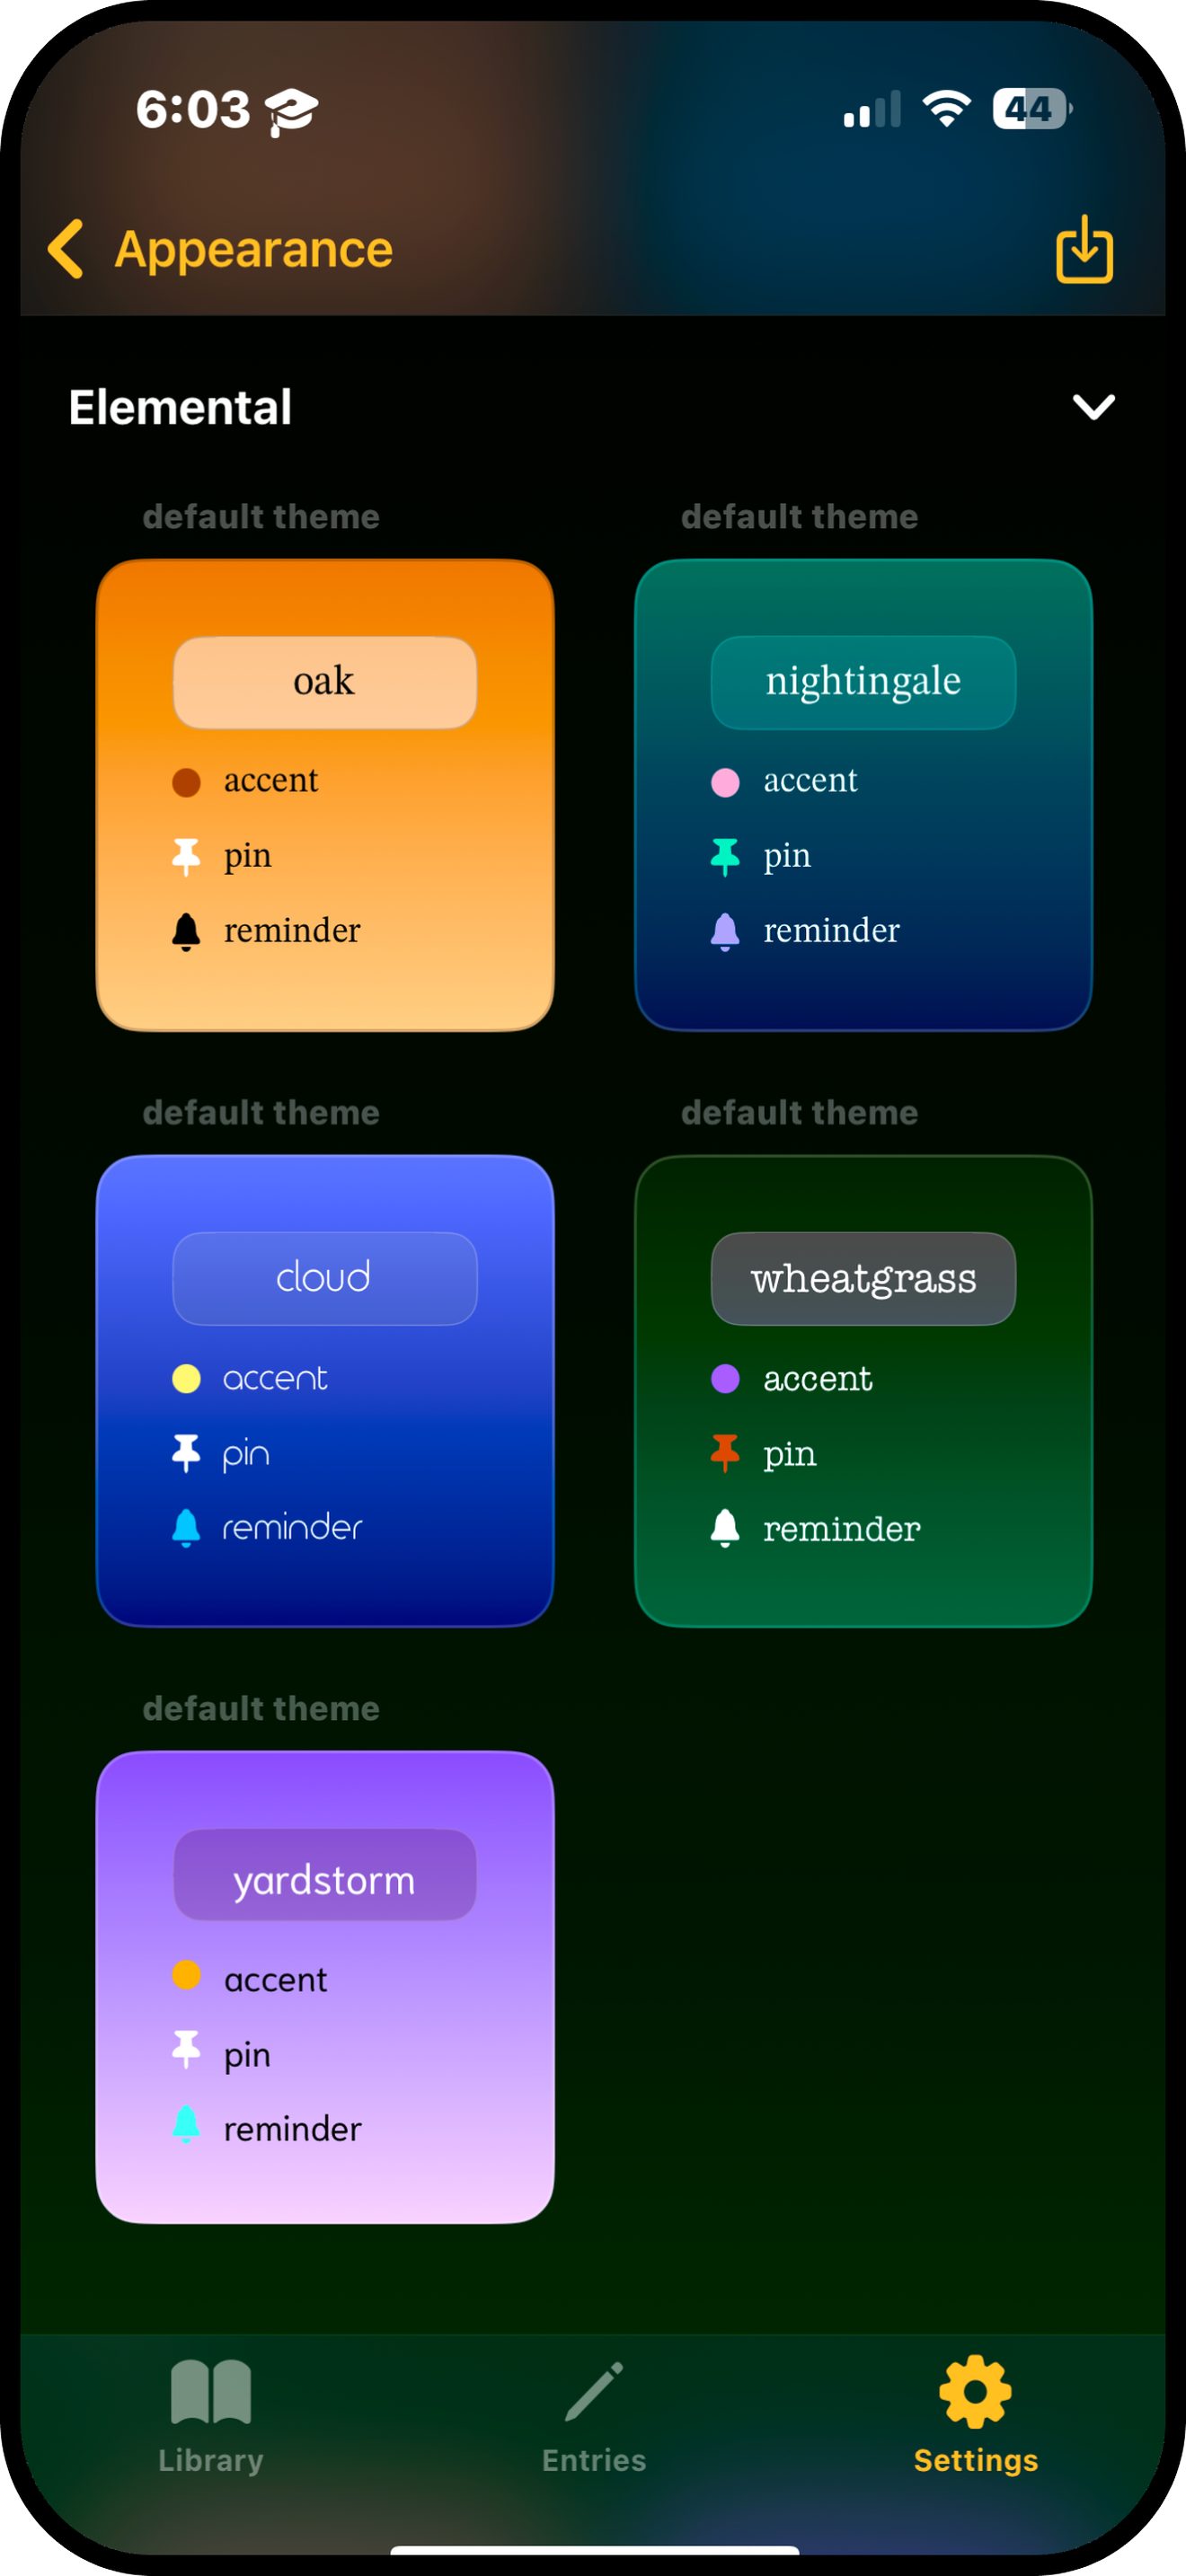 6:03
44
Appearance
Elemental
default theme
default theme
oak
nightingale
accent
accent
pin
pin
reminder
reminder
default theme
default theme
cloud
wheatgrass
accent
accent
pin
pin
reminder
reminder
default theme
yardstorm
accent
pin
reminder
Library
Entries
Settings